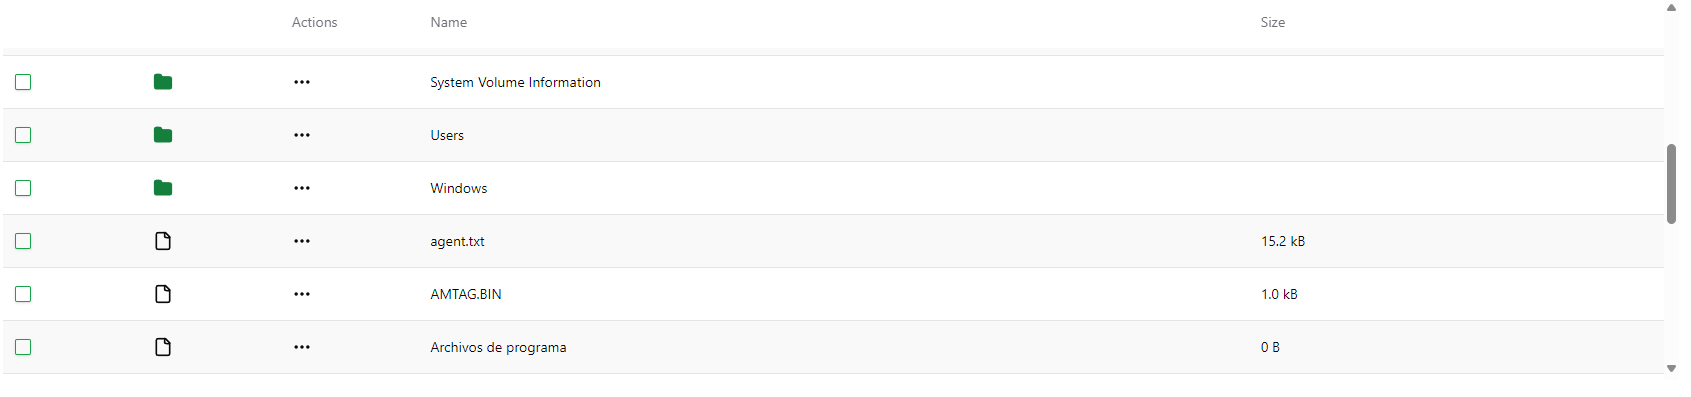 Actions Name Size
System Volume Information
Users
Windows
agent.txt 15.2 kB
AMTAG.BIN 1.0 kB
Archivos de programa 0 B